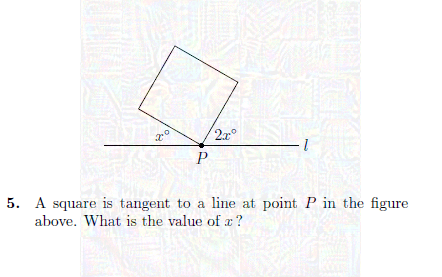 x°
2x°
l
P
5. A square is tangent to a line at point P in the figure
above. What is the value of x?